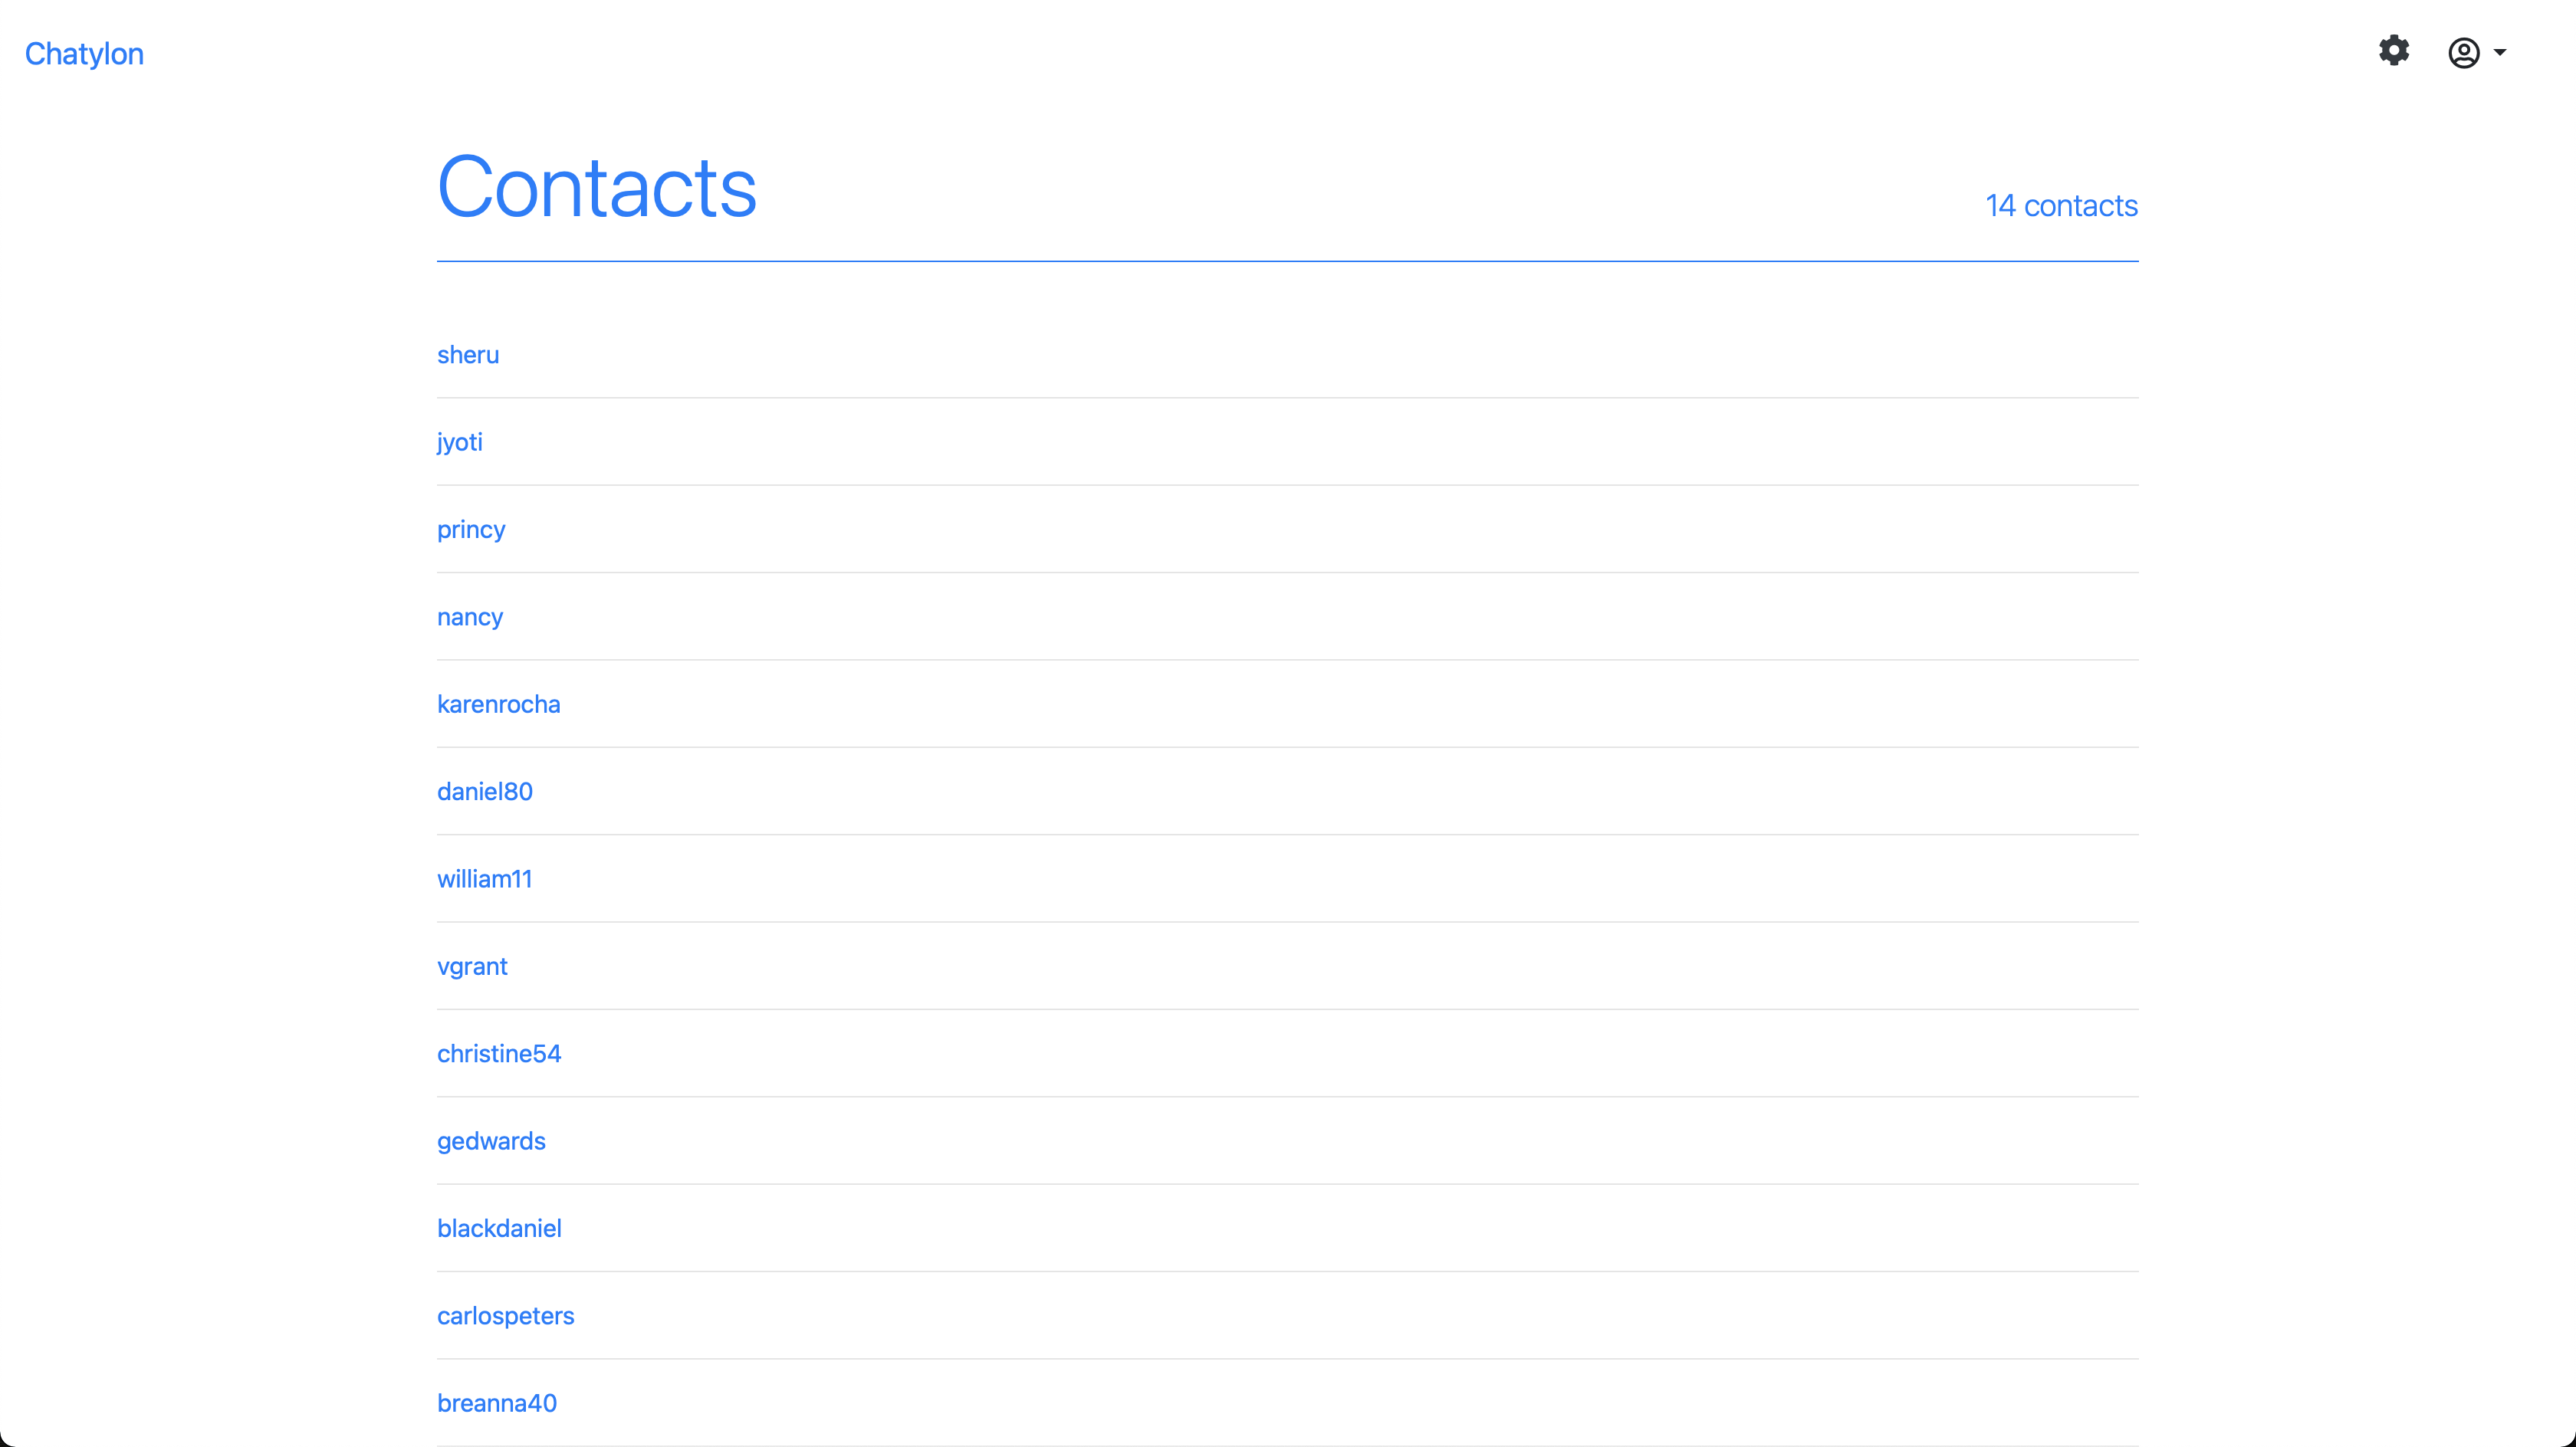 Chatylon
Contacts
14 contacts
sheru
jyoti
princy
nancy
karenrocha
daniel80
william11
vgrant
christine54
gedwards
blackdaniel
carlospeters
breanna40